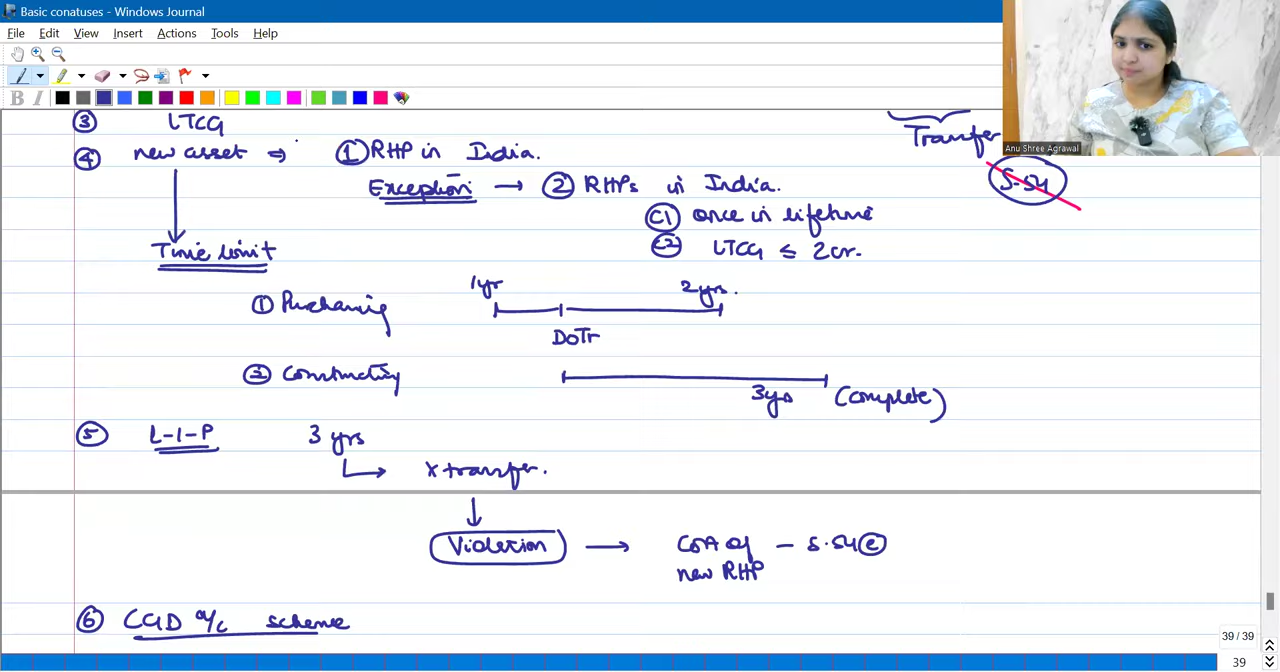 Basic conatuses - Windows Journal
File Edit View Insert Actions Tools Help
B I
③ LTCG
④ new asset ⇒ ① RHP in India.
Transfer
Anu Shree Agrawal
S-54
Exception → ② RHPs in India.
C1 once in lifetime
C2 LTCG ≤ 2cr.
Time limit
1yr 2yrs.
① Purchasing
DoTr
② Constructing
3yrs (complete)
⑤ L-I-P 3 yrs
x transfer.
↓
Violation → CoA of - S.54 e
new RHP
⑥ CGD a/c scheme
39 / 39
39